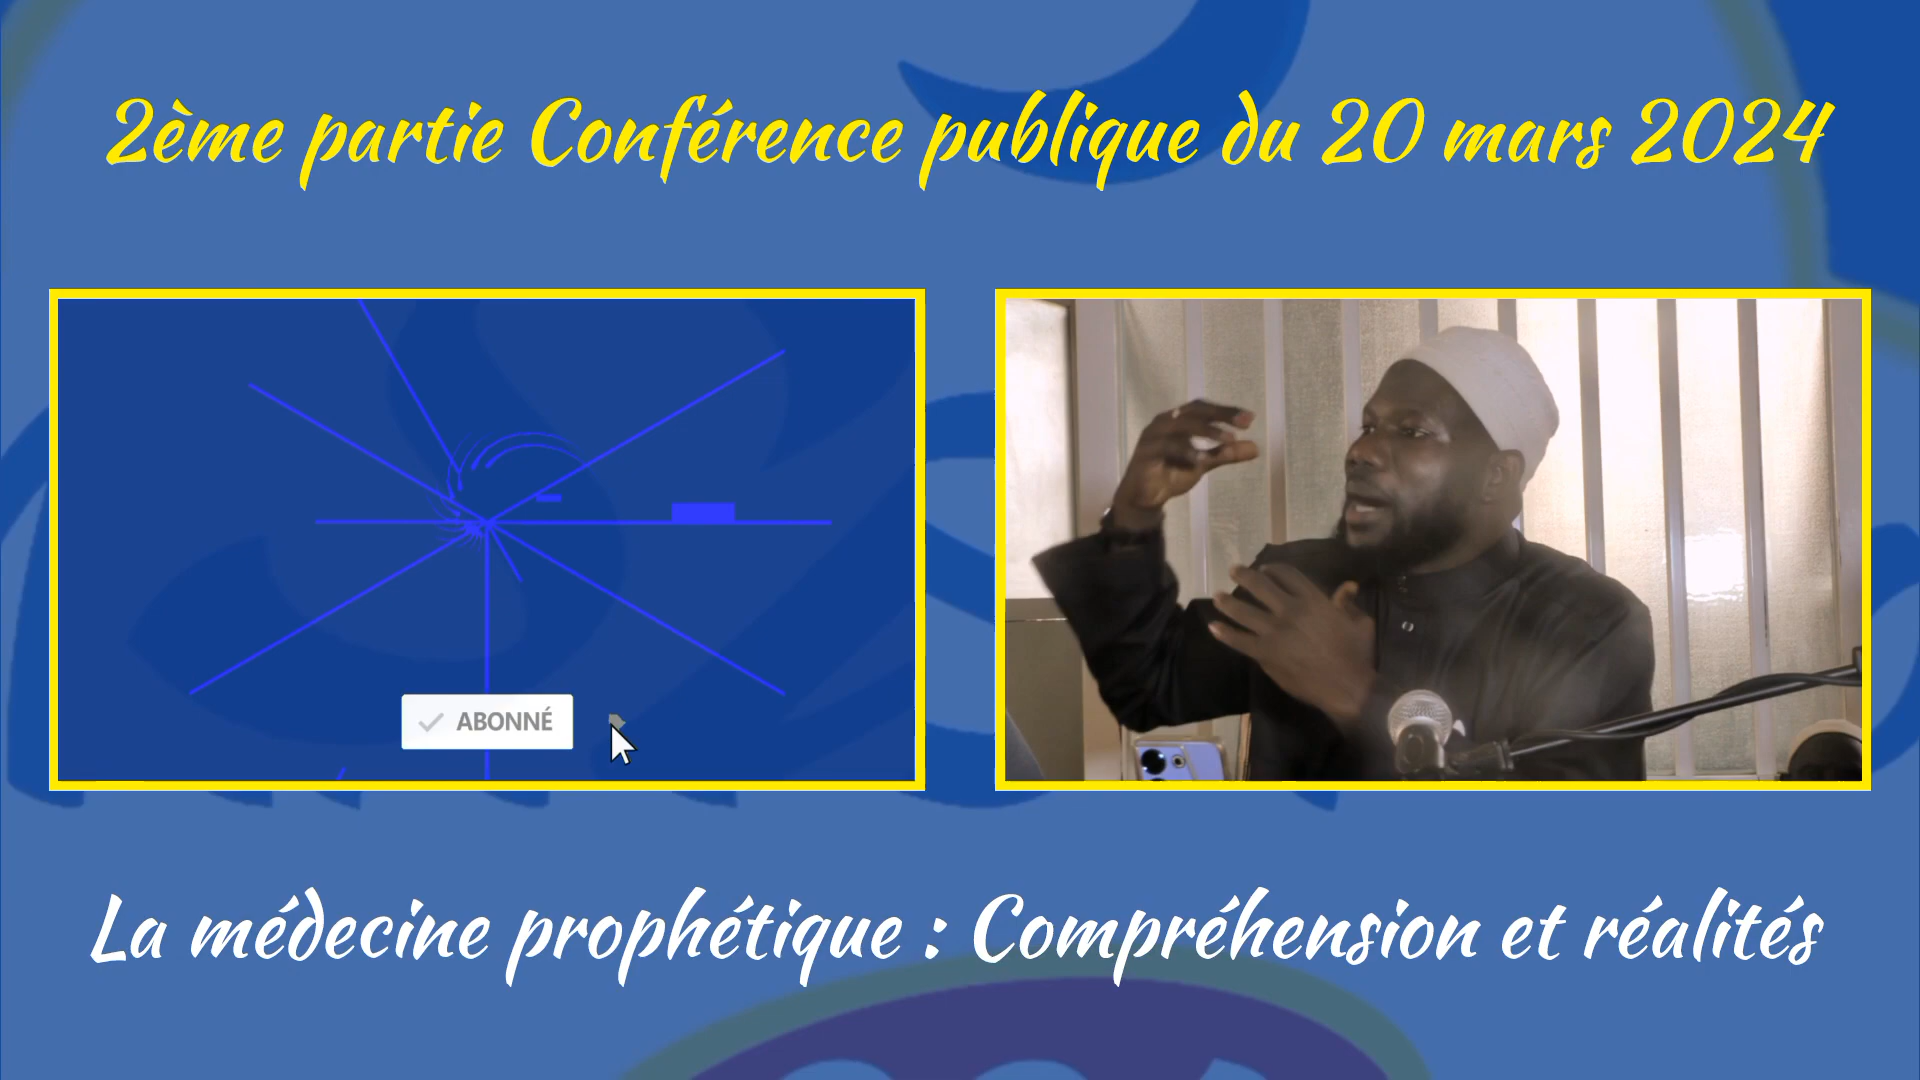 2ème partie Conférence publique du 20 mars 2024
ABONNÉ
La médecine prophétique : Compréhension et réalités